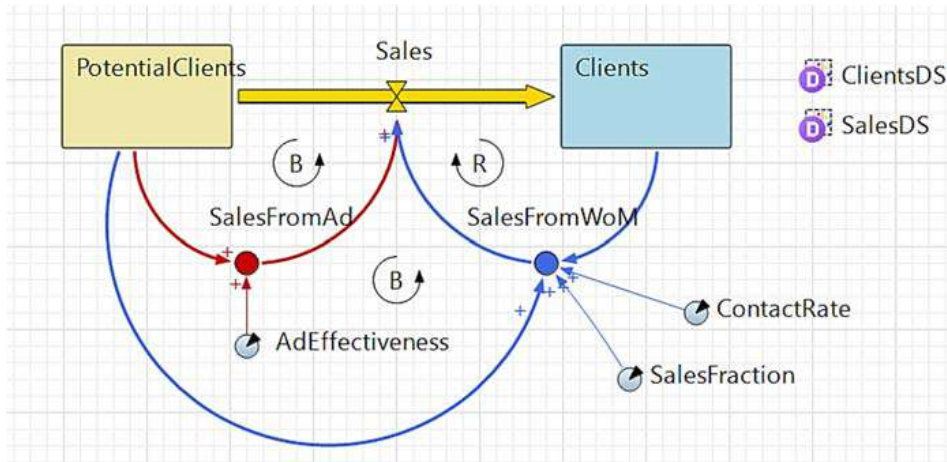 Sales
PotentialClients
Clients
D ClientsDS
D SalesDS
+
B
R
SalesFromAd
SalesFromWoM
+
+
B
+
+
+
+
ContactRate
AdEffectiveness
SalesFraction